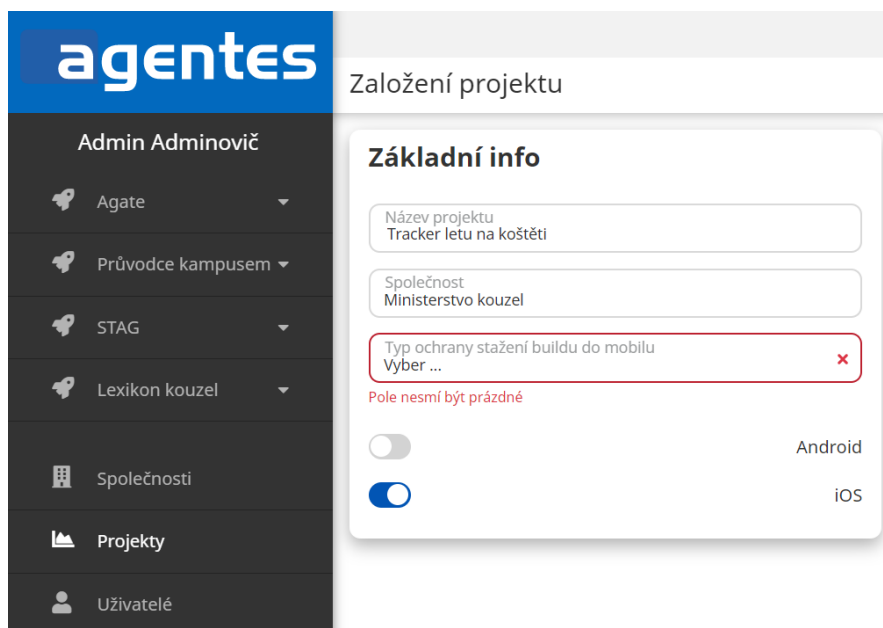 agentes
Admin Adminovič
Agate
Průvodce kampusem
STAG
Lexikon kouzel
Společnosti
Projekty
Uživatelé
Založení projektu
Základní info
Název projektu
Tracker letu na koštěti
Společnost
Ministerstvo kouzel
Typ ochrany stažení buildu do mobilu
Vyber ...
Pole nesmí být prázdné
Android
iOS